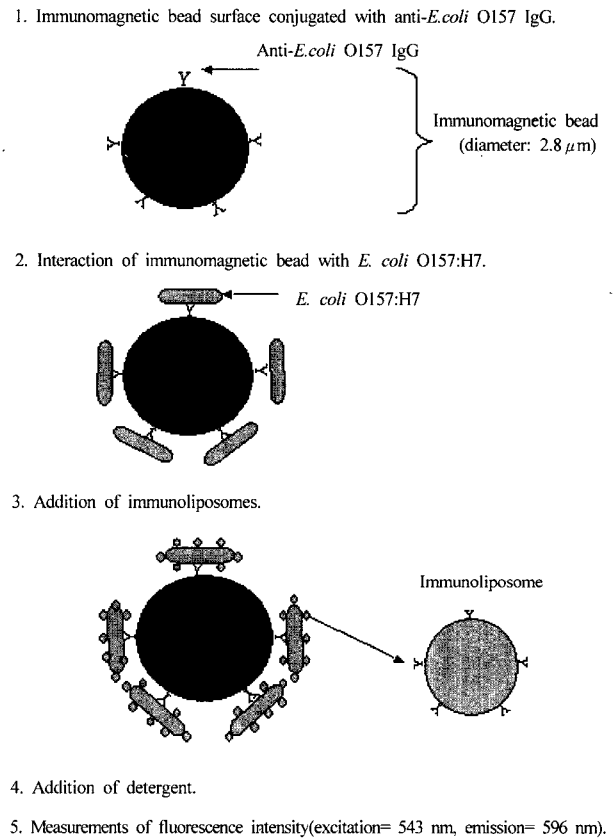 1. Immunomagnetic bead surface conjugated with anti-E.coli O157 IgG.
Anti-E.coli O157 IgG
Immunomagnetic bead
(diameter: 2.8 μm)
2. Interaction of immunomagnetic bead with E. coli O157:H7.
E. coli O157:H7
3. Addition of immunoliposomes.
Immunoliposome
4. Addition of detergent.
5. Measurements of fluorescence intensity(excitation= 543 nm, emission= 596 nm).